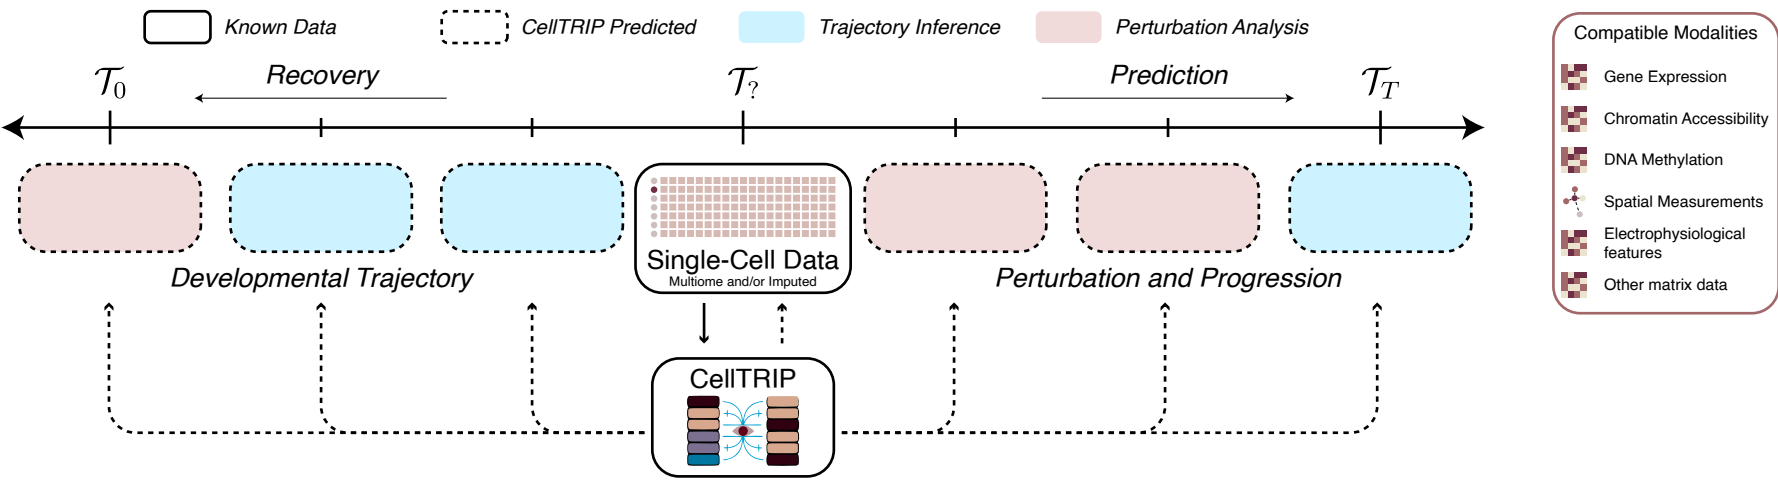 Known Data
CellTRIP Predicted
Trajectory Inference
Perturbation Analysis
Compatible Modalities
Gene Expression
Chromatin Accessibility
DNA Methylation
Spatial Measurements
Electrophysiological
features
Other matrix data
T0
Recovery
T?
Prediction
TT
Single-Cell Data
Multiome and/or Imputed
Developmental Trajectory
Perturbation and Progression
CellTRIP